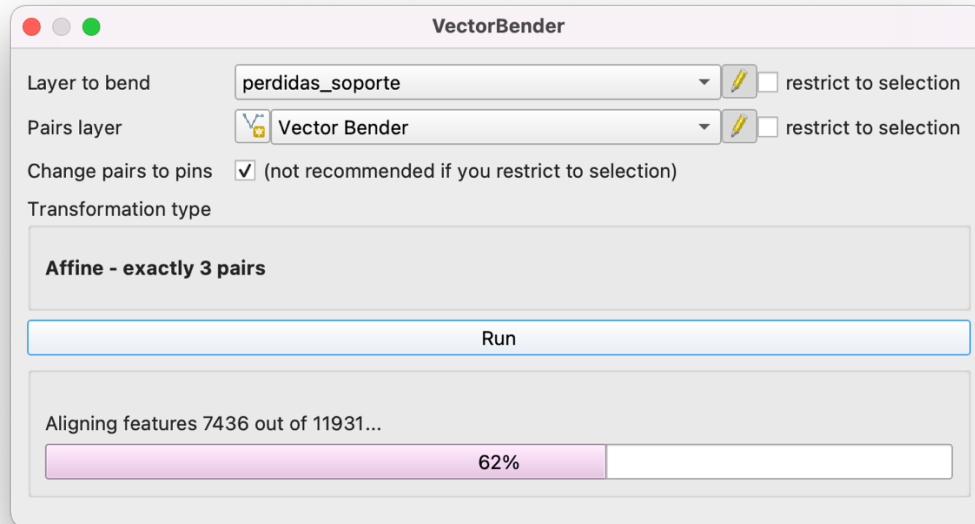 VectorBender
Layer to bend perdidas_soporte restrict to selection
Pairs layer Vector Bender restrict to selection
Change pairs to pins (not recommended if you restrict to selection)
Transformation type
Affine - exactly 3 pairs
Run
Aligning features 7436 out of 11931...
62%